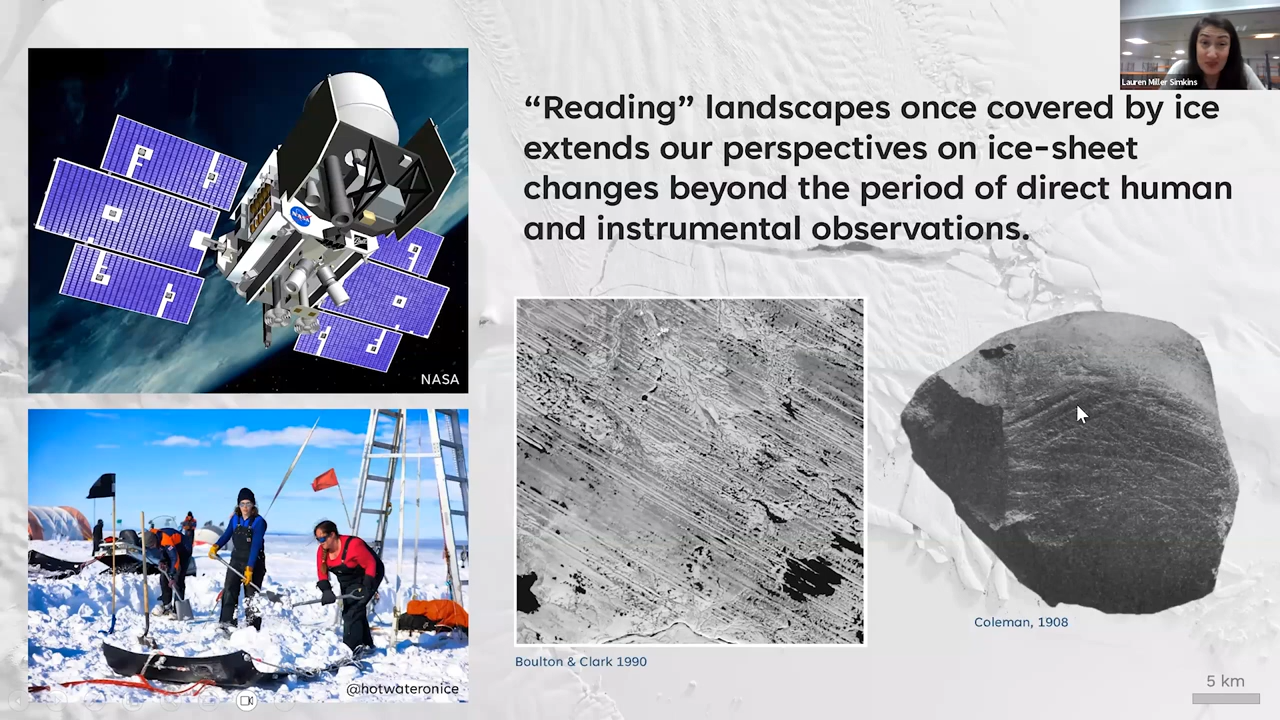 Lauren Miller Simkins
“Reading” landscapes once covered by ice
extends our perspectives on ice-sheet
changes beyond the period of direct human
and instrumental observations.
NASA
NASA
@hotwateronice
Boulton & Clark 1990
Coleman, 1908
5 km